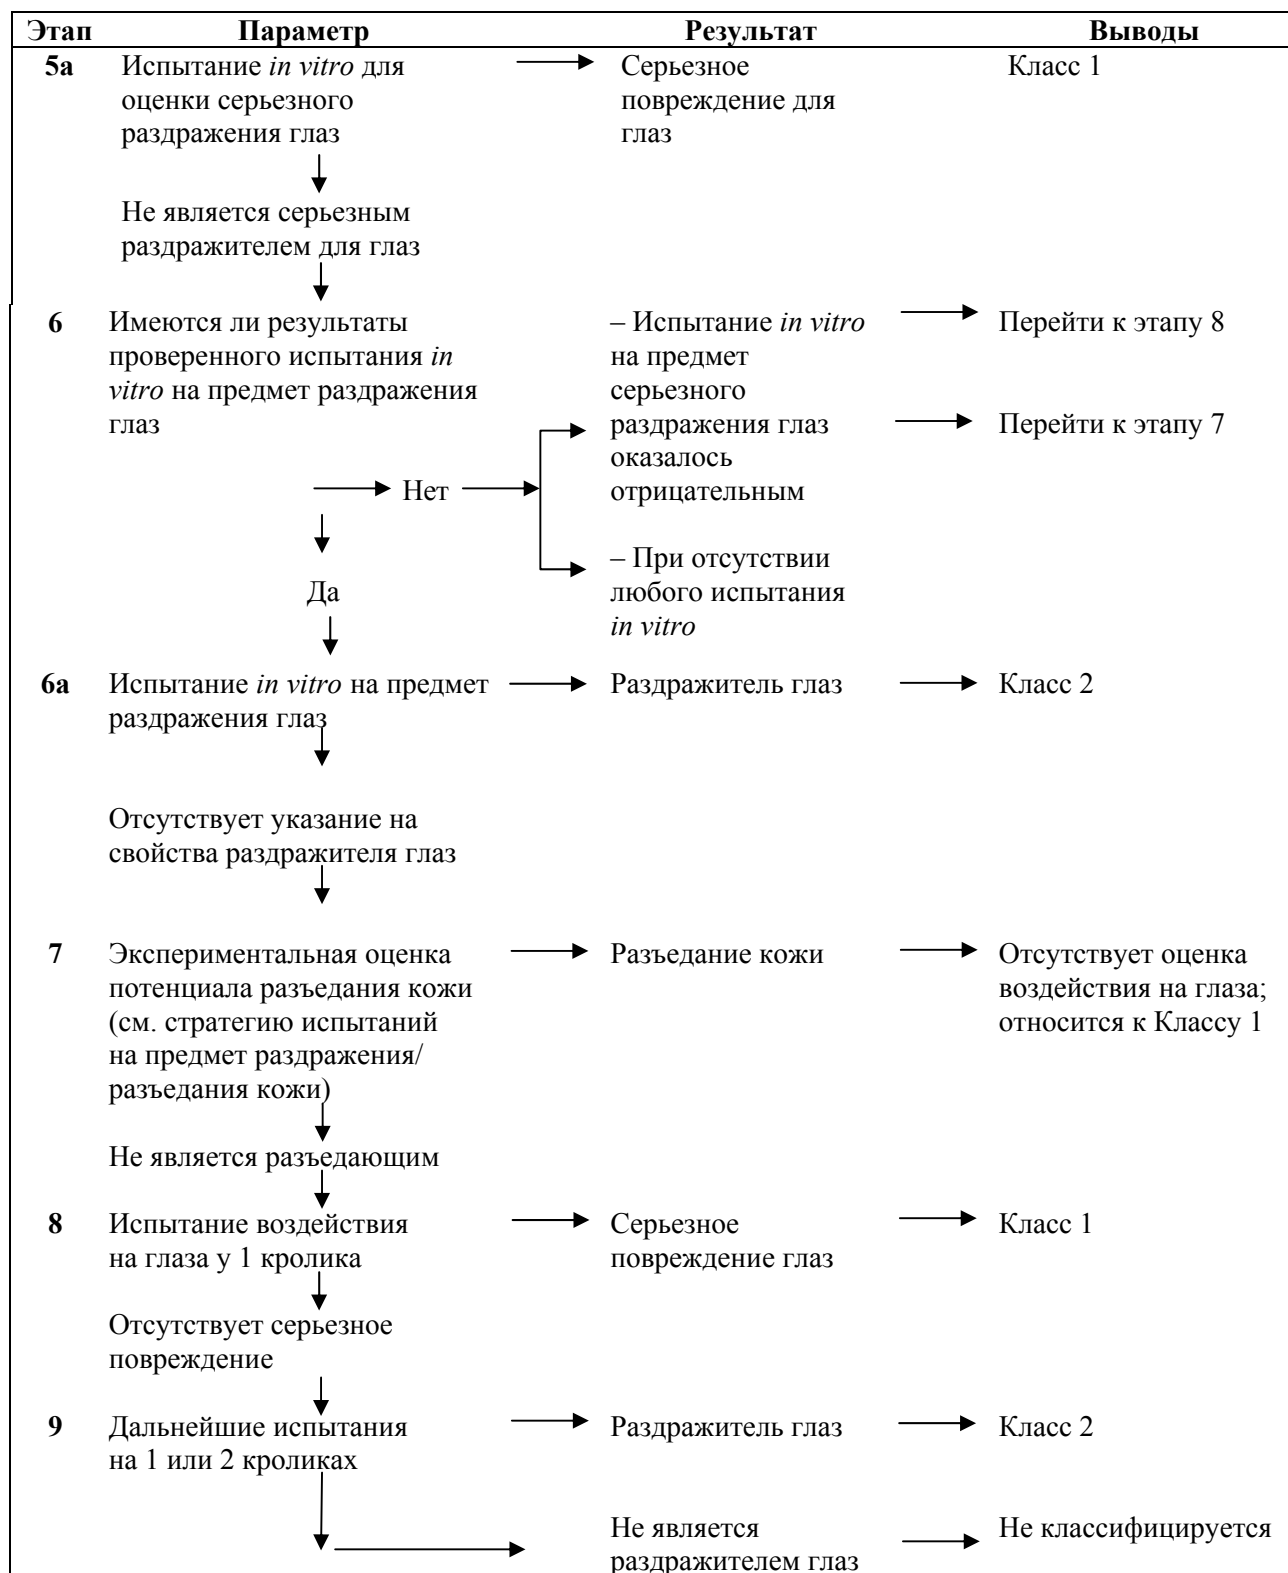 Этап Параметр Результат Выводы
5а Испытание in vitro для Серьезное Класс 1
оценки серьезного повреждение для
раздражения глаз глаз
Не является серьезным
раздражителем для глаз
6 Имеются ли результаты – Испытание in vitro Перейти к этапу 8
проверенного испытания in на предмет
vitro на предмет раздражения серьезного
глаз раздражения глаз Перейти к этапу 7
оказалось
Нет отрицательным
– При отсутствии
Да любого испытания
in vitro
6а Испытание in vitro на предмет Раздражитель глаз Класс 2
раздражения глаз
Отсутствует указание на
свойства раздражителя глаз
7 Экспериментальная оценка Разъедание кожи Отсутствует оценка
потенциала разъедания кожи воздействия на глаза;
(см. стратегию испытаний относится к Классу 1
на предмет раздражения/
разъедания кожи)
Не является разъедающим
8 Испытание воздействия Серьезное Класс 1
на глаза у 1 кролика повреждение глаз
Отсутствует серьезное
повреждение
9 Дальнейшие испытания Раздражитель глаз Класс 2
на 1 или 2 кроликах
Не является Не классифицируется
раздражителем глаз